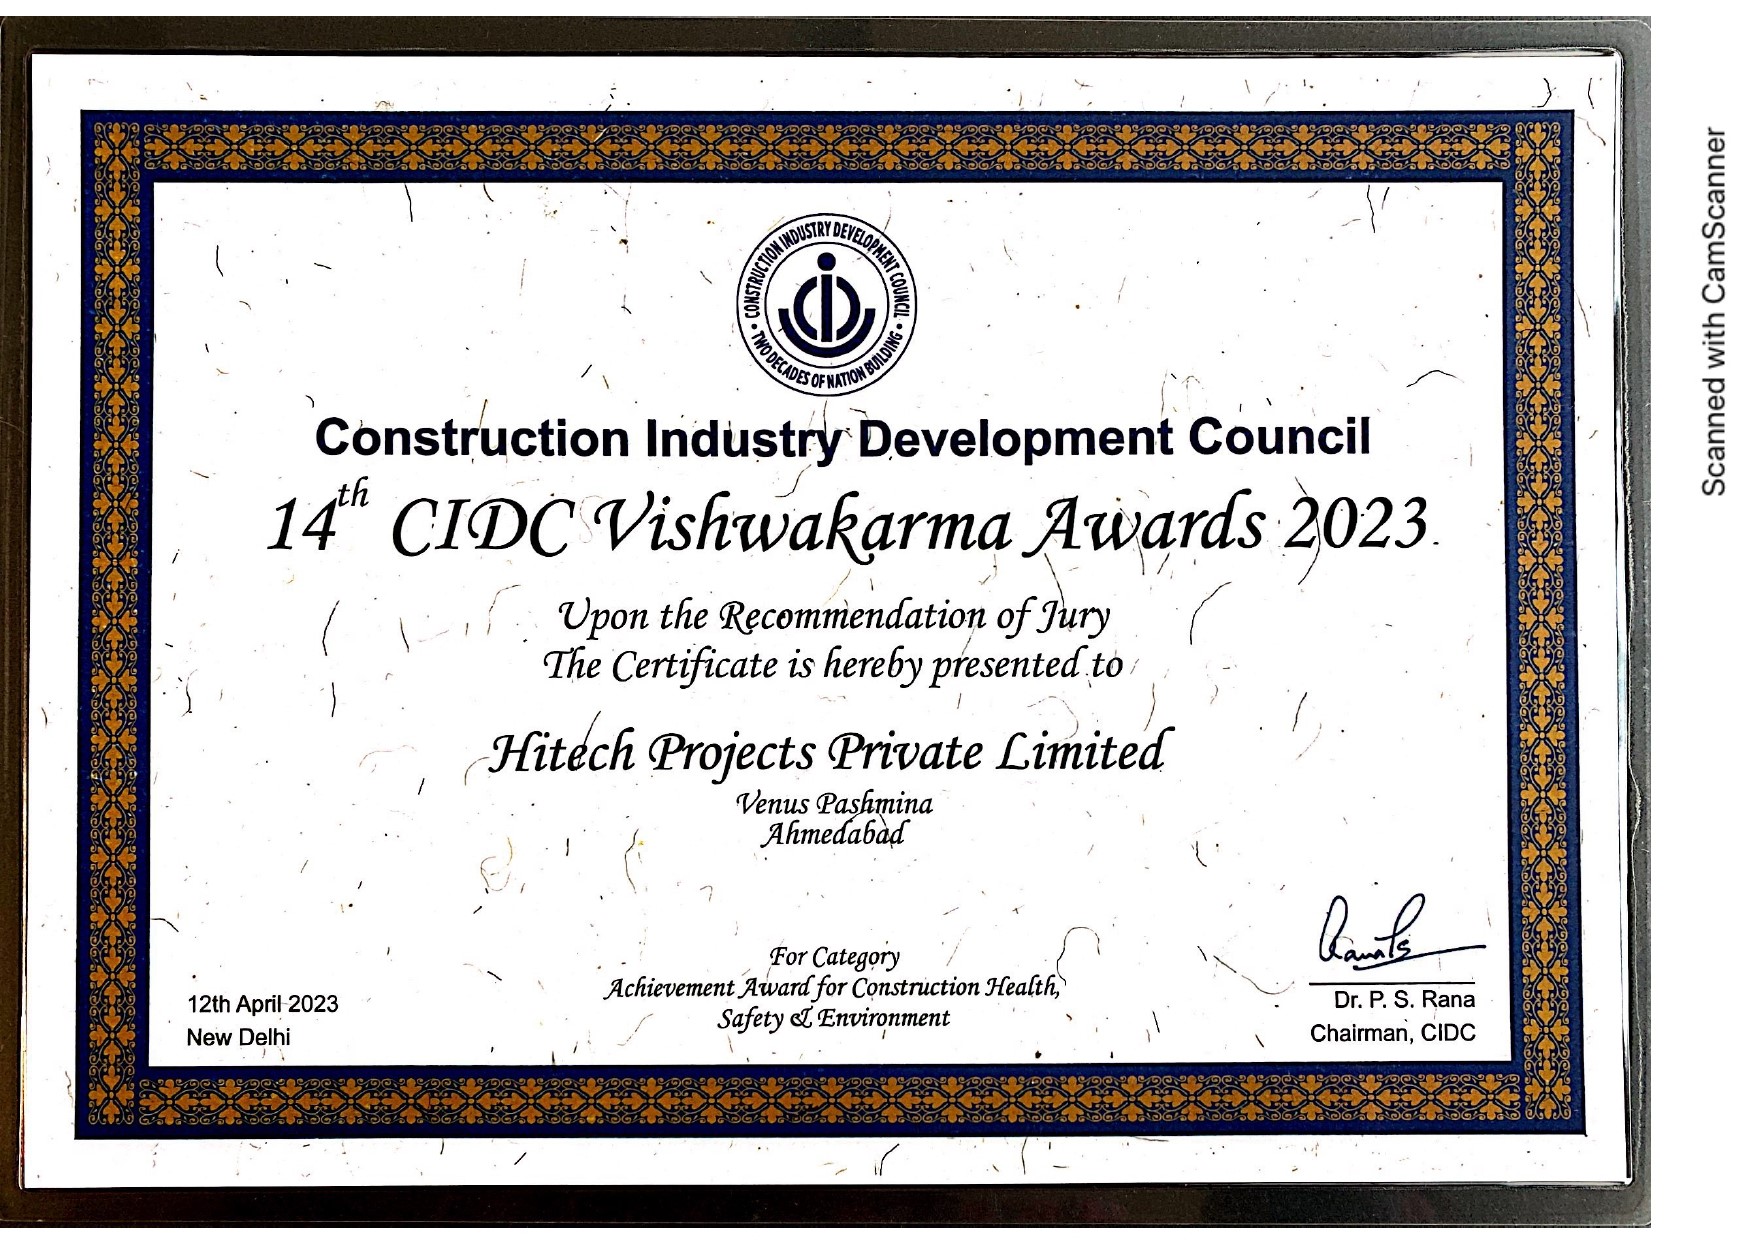 CONSTRUCTION INDUSTRY DEVELOPMENT COUNCIL
• TWO DECADES OF NATION BUILDING •
Construction Industry Development Council
14th CIDC Vishwakarma Awards 2023
Upon the Recommendation of Jury
The Certificate is hereby presented to
Hitech Projects Private Limited
Venus Pashmina
Ahmedabad
For Category
Achievement Award for Construction Health,
Safety & Environment
12th April 2023
New Delhi
Dr. P. S. Rana
Chairman, CIDC
Scanned with CamScanner